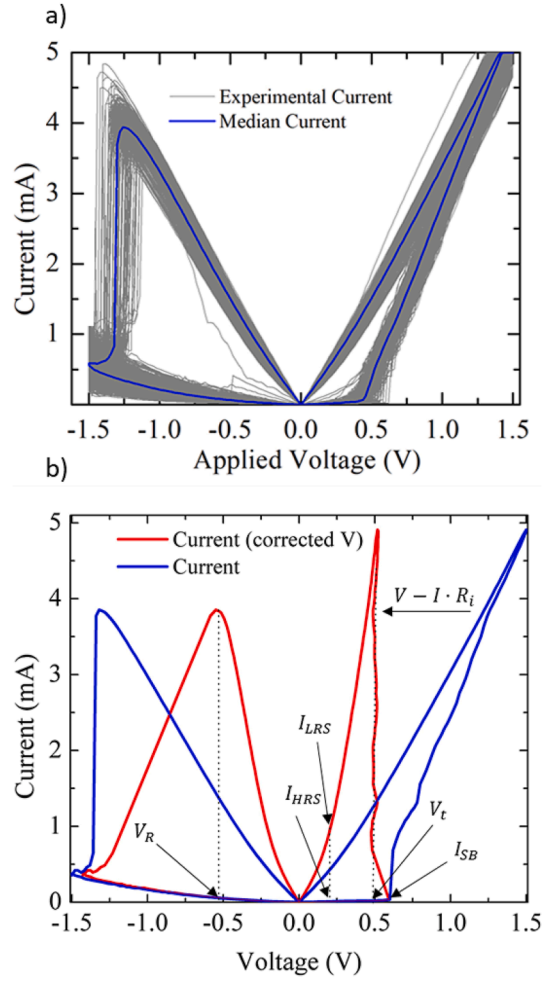 a)
5
4
3
2
1
Current (mA)
Experimental Current
Median Current
-1.5 -1.0 -0.5 0.0 0.5 1.0 1.5
Applied Voltage (V)
b)
5
4
3
2
1
0
Current (mA)
Current (corrected V)
Current
V − I · R_i
I_LRS
I_HRS
V_R
V_t
I_SB
-1.5 -1.0 -0.5 0.0 0.5 1.0 1.5
Voltage (V)